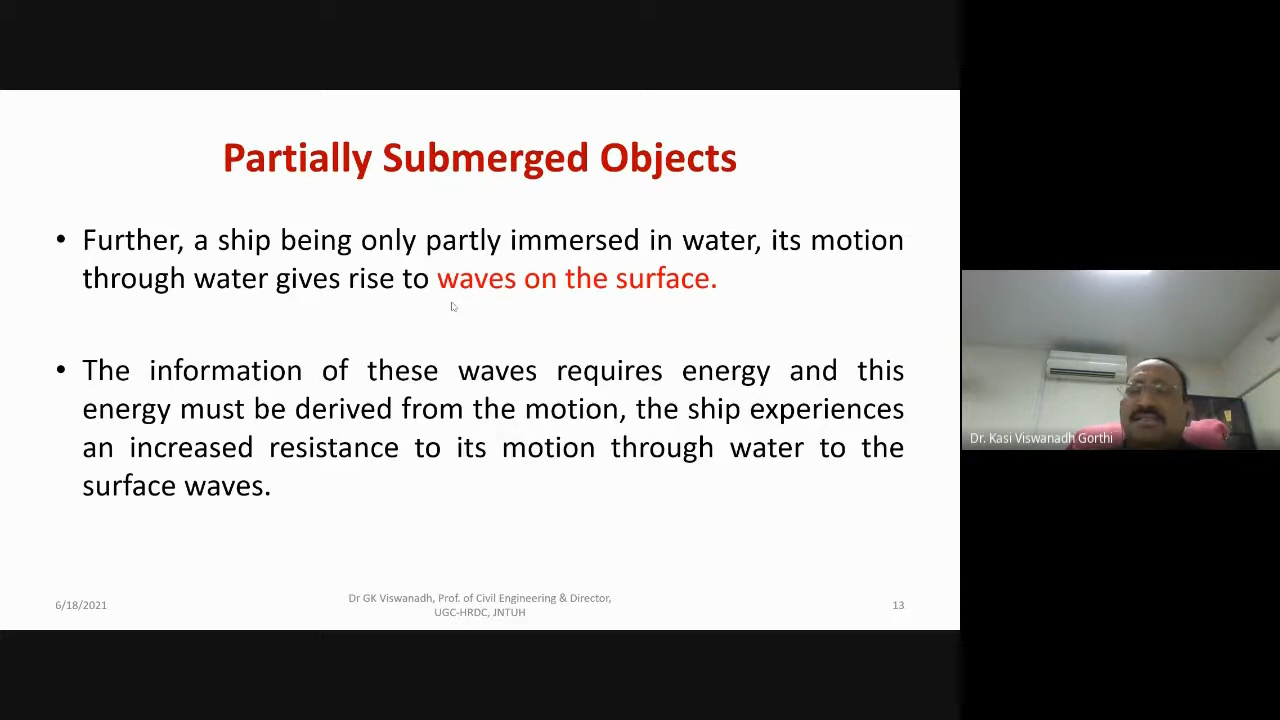 Partially Submerged Objects
• Further, a ship being only partly immersed in water, its motion
through water gives rise to waves on the surface.
• The information of these waves requires energy and this
energy must be derived from the motion, the ship experiences
an increased resistance to its motion through water to the
surface waves.
Dr. Kasi Viswanadh Gorthi
6/18/2021
Dr GK Viswanadh, Prof. of Civil Engineering & Director,
UGC-HRDC, JNTUH
13